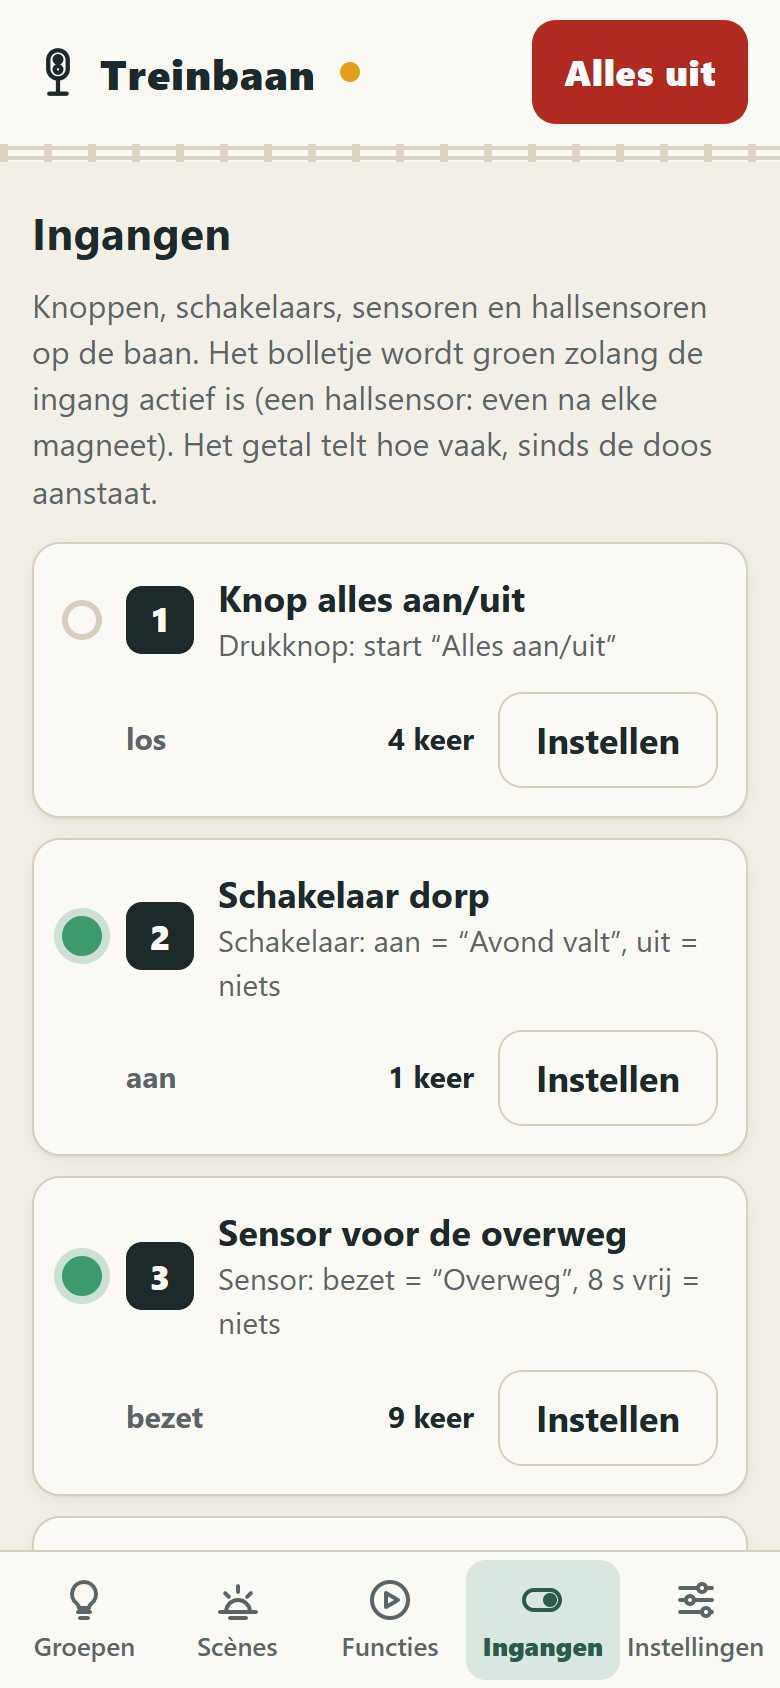 Treinbaan
Alles uit
Ingangen
Knoppen, schakelaars, sensoren en hallsensoren
op de baan. Het bolletje wordt groen zolang de
ingang actief is (een hallsensor: even na elke
magneet). Het getal telt hoe vaak, sinds de doos
aanstaat.
1
Knop alles aan/uit
Drukknop: start “Alles aan/uit”
los
4 keer
Instellen
2
Schakelaar dorp
Schakelaar: aan = “Avond valt”, uit =
niets
aan
1 keer
Instellen
3
Sensor voor de overweg
Sensor: bezet = “Overweg”, 8 s vrij =
niets
bezet
9 keer
Instellen
Groepen
Scènes
Functies
Ingangen
Instellingen